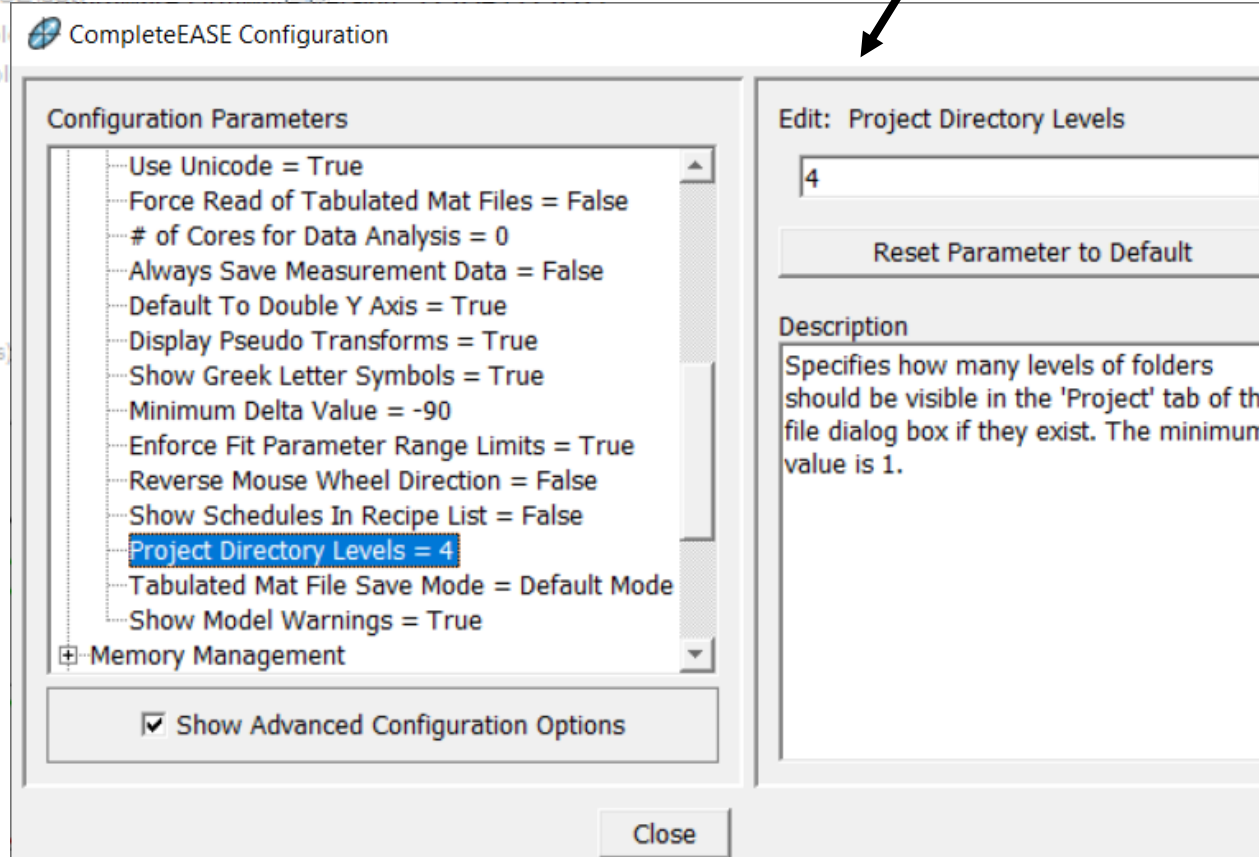 CompleteEASE Configuration
Configuration Parameters
Use Unicode = True
Force Read of Tabulated Mat Files = False
# of Cores for Data Analysis = 0
Always Save Measurement Data = False
Default To Double Y Axis = True
Display Pseudo Transforms = True
Show Greek Letter Symbols = True
Minimum Delta Value = -90
Enforce Fit Parameter Range Limits = True
Reverse Mouse Wheel Direction = False
Show Schedules In Recipe List = False
Project Directory Levels = 4
Tabulated Mat File Save Mode = Default Mode
Show Model Warnings = True
Memory Management
Show Advanced Configuration Options
Edit: Project Directory Levels
4
Reset Parameter to Default
Description
Specifies how many levels of folders
should be visible in the 'Project' tab of th
file dialog box if they exist. The minimum
value is 1.
Close